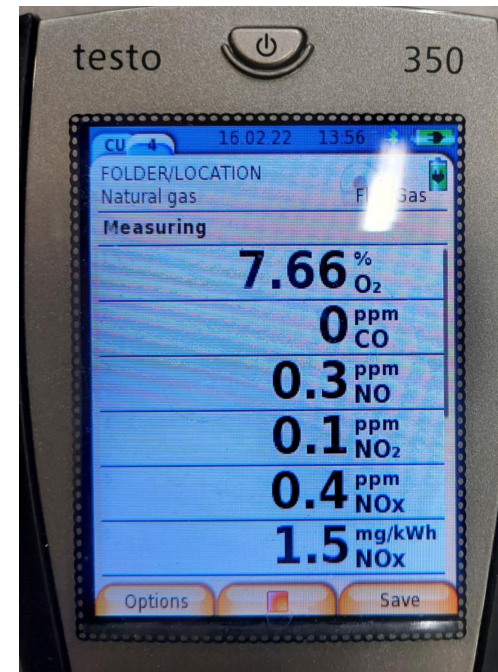 testo 350
CU 4 16.02.22 13:56
FOLDER/LOCATION
Natural gas Gas
Measuring
7.66 % O₂
0 ppm CO
0.3 ppm NO
0.1 ppm NO₂
0.4 ppm NOx
1.5 mg/kWh NOx
Options Save